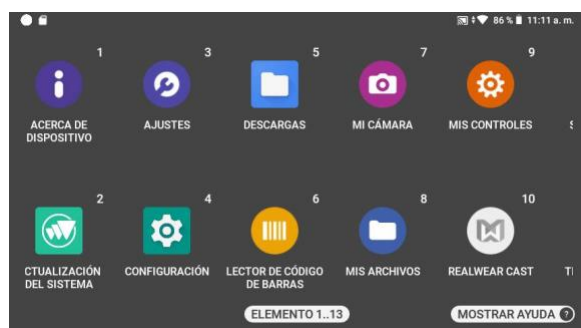 86 % 11:11 a. m.
1 3 5 7 9
ACERCA DE DISPOSITIVO
AJUSTES
DESCARGAS
MI CÁMARA
MIS CONTROLES
S
2 4 6 8 10
CTUALIZACIÓN DEL SISTEMA
CONFIGURACIÓN
LECTOR DE CÓDIGO DE BARRAS
MIS ARCHIVOS
REALWEAR CAST
TI
ELEMENTO 1..13
MOSTRAR AYUDA ?